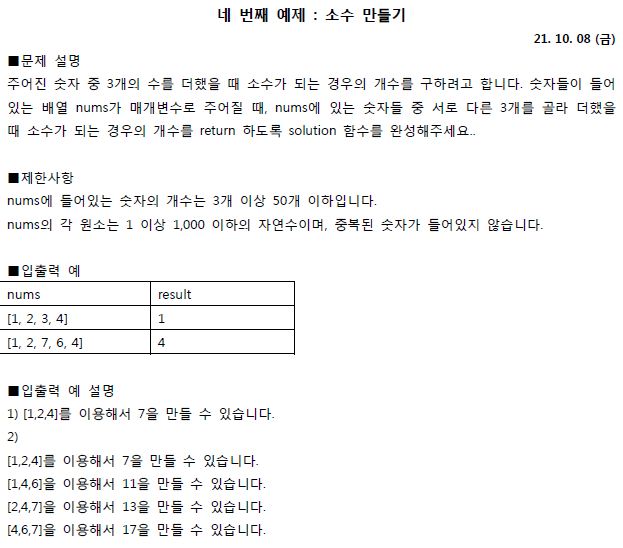 네 번째 예제 : 소수 만들기
21. 10. 08 (금)
■문제 설명
주어진 숫자 중 3개의 수를 더했을 때 소수가 되는 경우의 개수를 구하려고 합니다. 숫자들이 들어
있는 배열 nums가 매개변수로 주어질 때, nums에 있는 숫자들 중 서로 다른 3개를 골라 더했을
때 소수가 되는 경우의 개수를 return 하도록 solution 함수를 완성해주세요..
■제한사항
nums에 들어있는 숫자의 개수는 3개 이상 50개 이하입니다.
nums의 각 원소는 1 이상 1,000 이하의 자연수이며, 중복된 숫자가 들어있지 않습니다.
■입출력 예
nums result
[1, 2, 3, 4] 1
[1, 2, 7, 6, 4] 4
■입출력 예 설명
1) [1,2,4]를 이용해서 7을 만들 수 있습니다.
2)
[1,2,4]를 이용해서 7을 만들 수 있습니다.
[1,4,6]을 이용해서 11을 만들 수 있습니다.
[2,4,7]을 이용해서 13을 만들 수 있습니다.
[4,6,7]을 이용해서 17을 만들 수 있습니다.